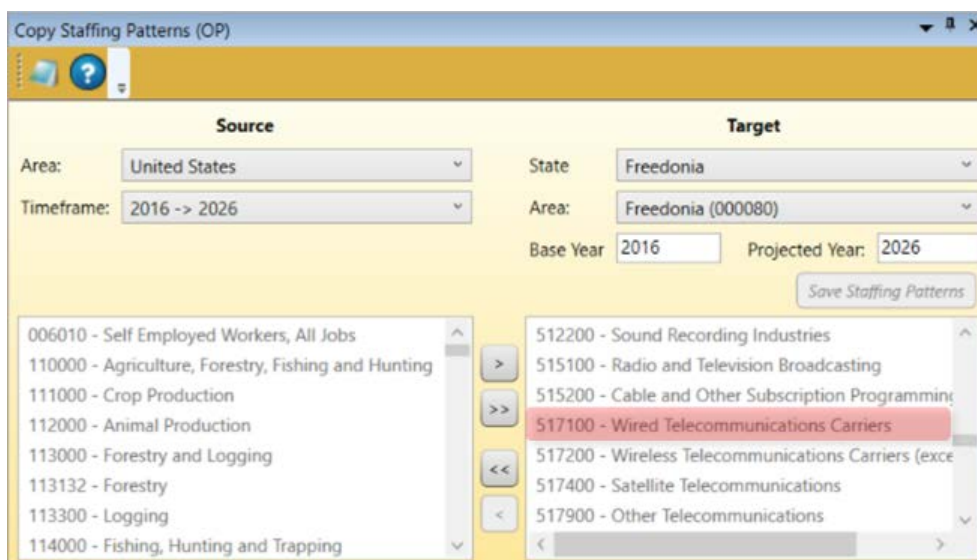 Copy Staffing Patterns (OP)
?
Source
Target
Area:
United States
State
Freedonia
Timeframe:
2016 -> 2026
Area:
Freedonia (000080)
Base Year
2016
Projected Year:
2026
Save Staffing Patterns
006010 - Self Employed Workers, All Jobs
110000 - Agriculture, Forestry, Fishing and Hunting
111000 - Crop Production
112000 - Animal Production
113000 - Forestry and Logging
113132 - Forestry
113300 - Logging
114000 - Fishing, Hunting and Trapping
>
>>
<<
<
512200 - Sound Recording Industries
515100 - Radio and Television Broadcasting
515200 - Cable and Other Subscription Programming
517100 - Wired Telecommunications Carriers
517200 - Wireless Telecommunications Carriers (exce
517400 - Satellite Telecommunications
517900 - Other Telecommunications